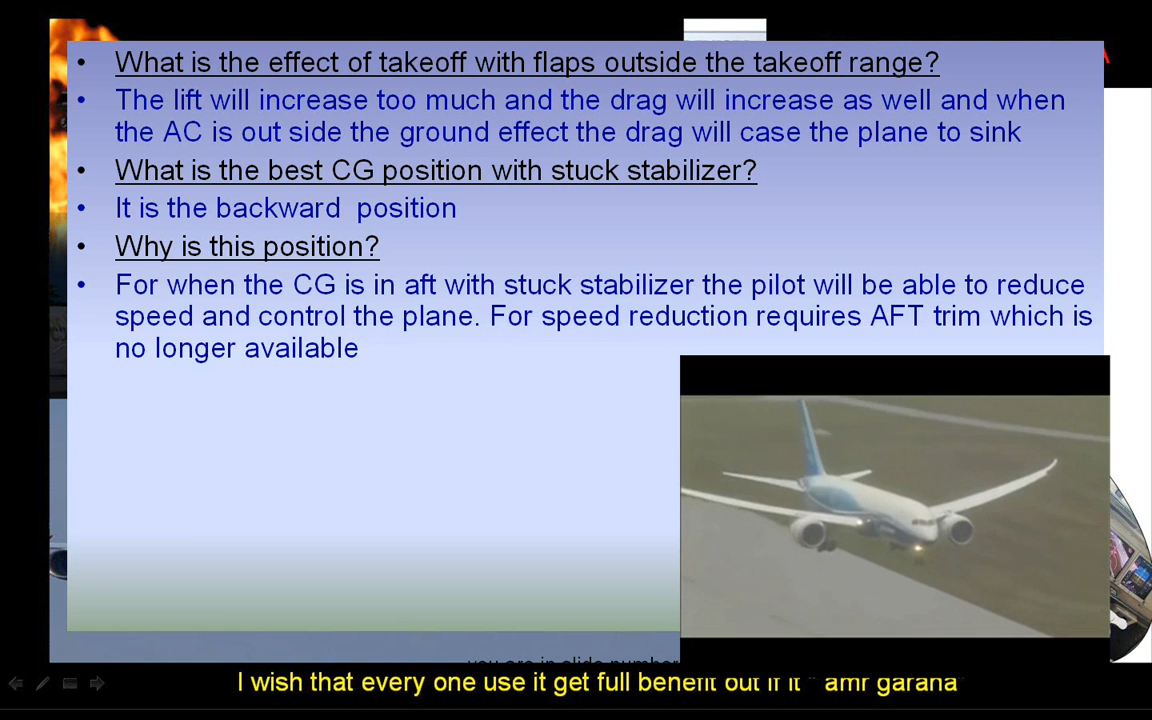 What is the effect of takeoff with flaps outside the takeoff range?
The lift will increase too much and the drag will increase as well and when
the AC is out side the ground effect the drag will case the plane to sink
What is the best CG position with stuck stabilizer?
It is the backward position
Why is this position?
For when the CG is in aft with stuck stabilizer the pilot will be able to reduce
speed and control the plane. For speed reduction requires AFT trim which is
no longer available
you are in slide number
I wish that every one use it get full benefit out if it " amr garana